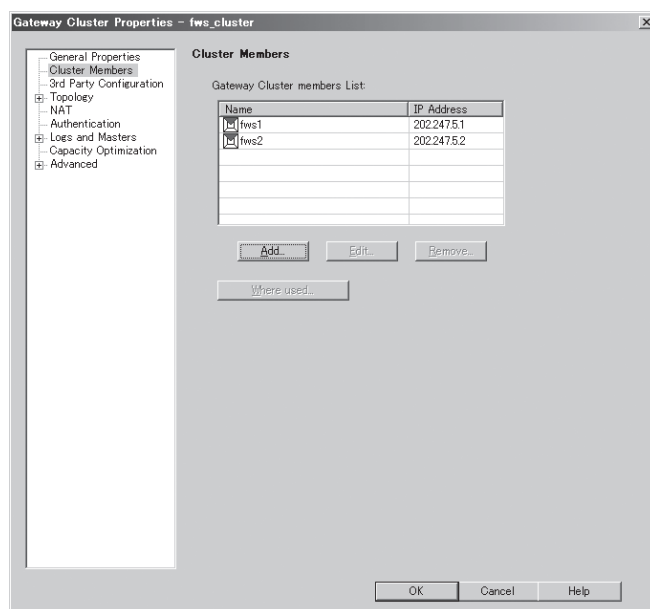 Gateway Cluster Properties - fws_cluster
General Properties
Cluster Members
3rd Party Configuration
Topology
NAT
Authentication
Logs and Masters
Capacity Optimization
Advanced
Cluster Members
Gateway Cluster members List:
Name IP Address
fws1 202.247.5.1
fws2 202.247.5.2
Add... Edit... Remove...
Where used...
OK Cancel Help